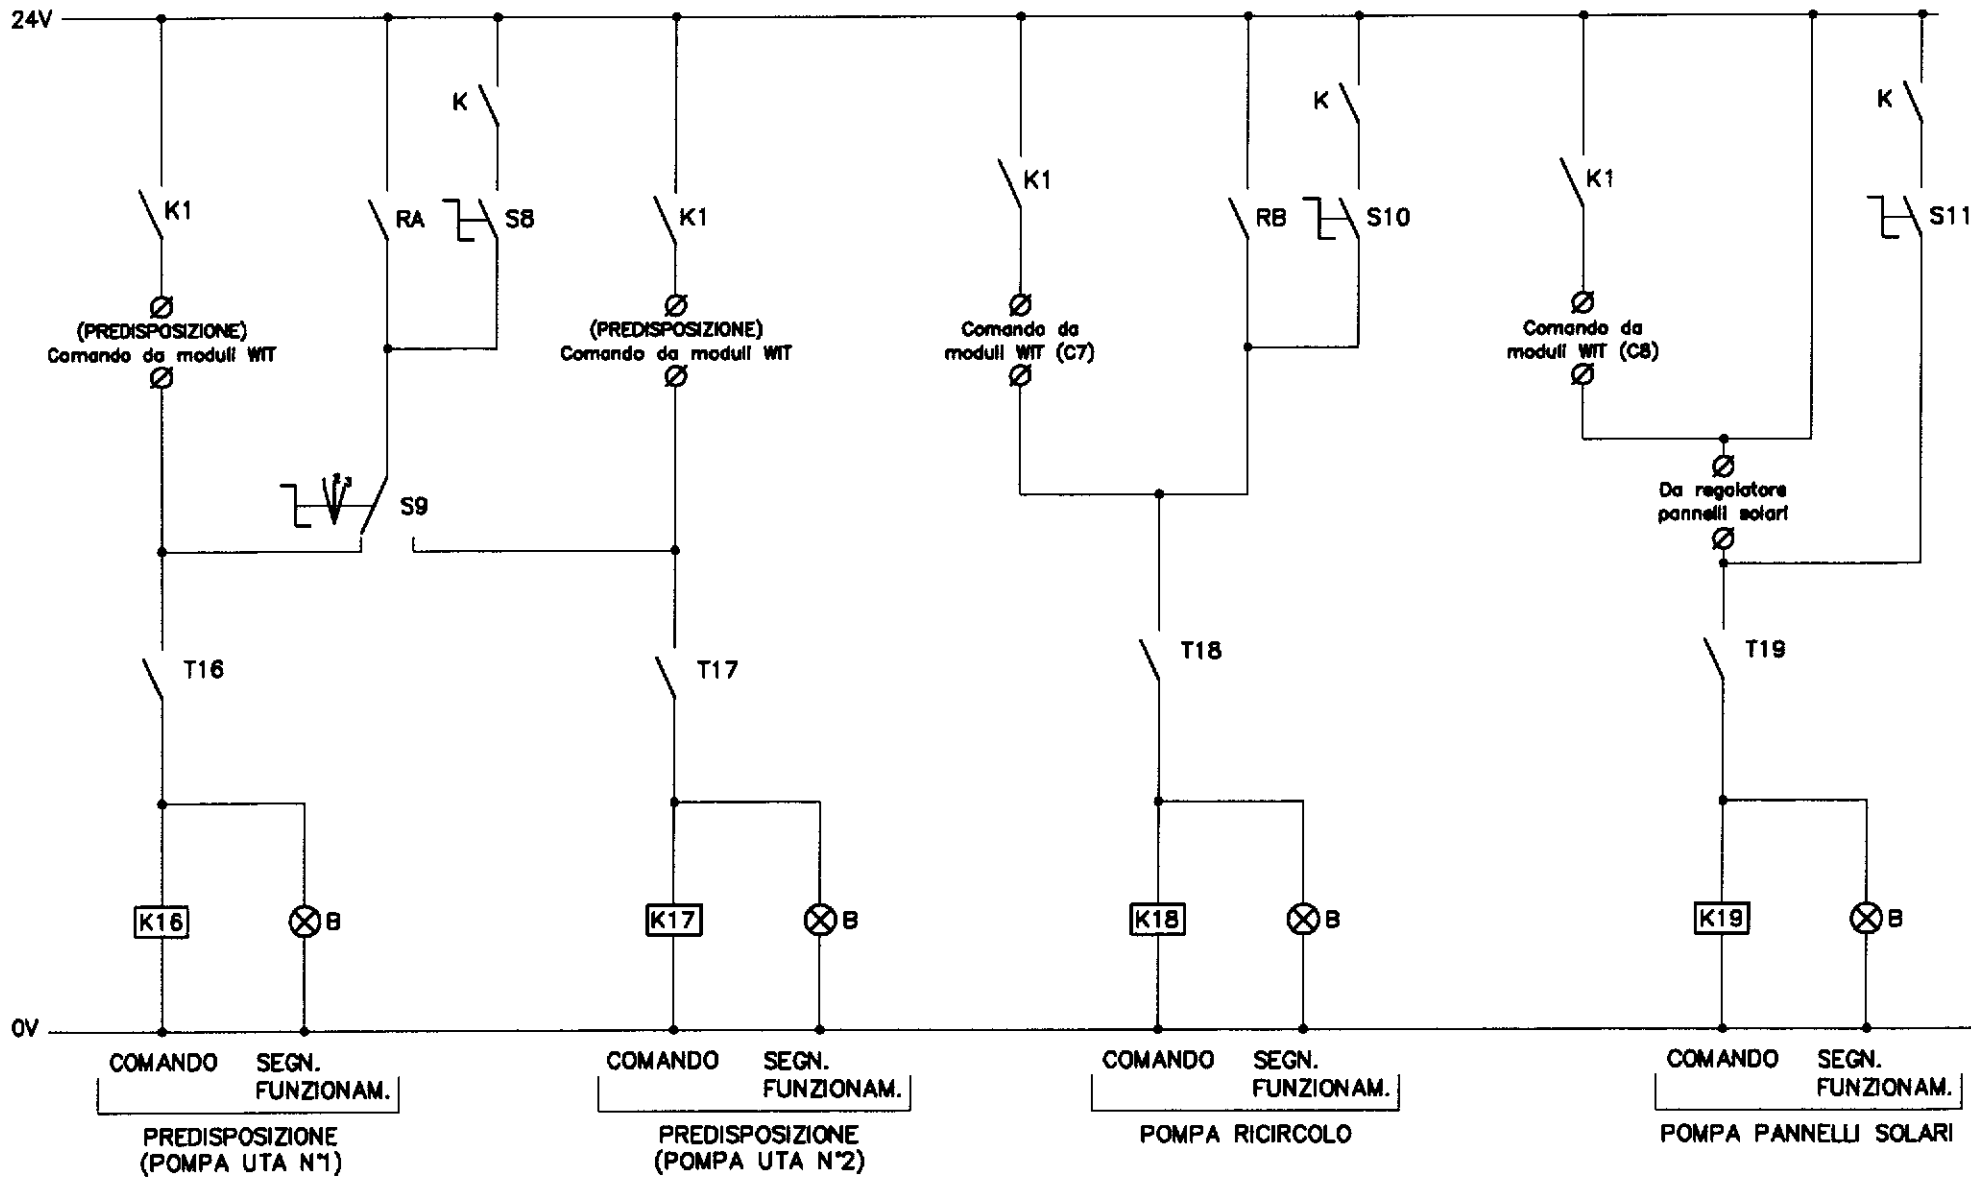 24V
K
K
K
K1
RA
S8
K1
K1
RB
S10
K1
S11
(PREDISPOSIZIONE)
Comando da moduli WIT
(PREDISPOSIZIONE)
Comando da moduli WIT
Comando da
moduli WIT (C7)
Comando da
moduli WIT (C8)
2
3
S9
Da regolatore
pannelli solari
T16
T17
T18
T19
K16
B
K17
B
K18
B
K19
B
0V
COMANDO
SEGN.
FUNZIONAM.
COMANDO
SEGN.
FUNZIONAM.
COMANDO
SEGN.
FUNZIONAM.
COMANDO
SEGN.
FUNZIONAM.
PREDISPOSIZIONE
(POMPA UTA N°1)
PREDISPOSIZIONE
(POMPA UTA N°2)
POMPA RICIRCOLO
POMPA PANNELLI SOLARI